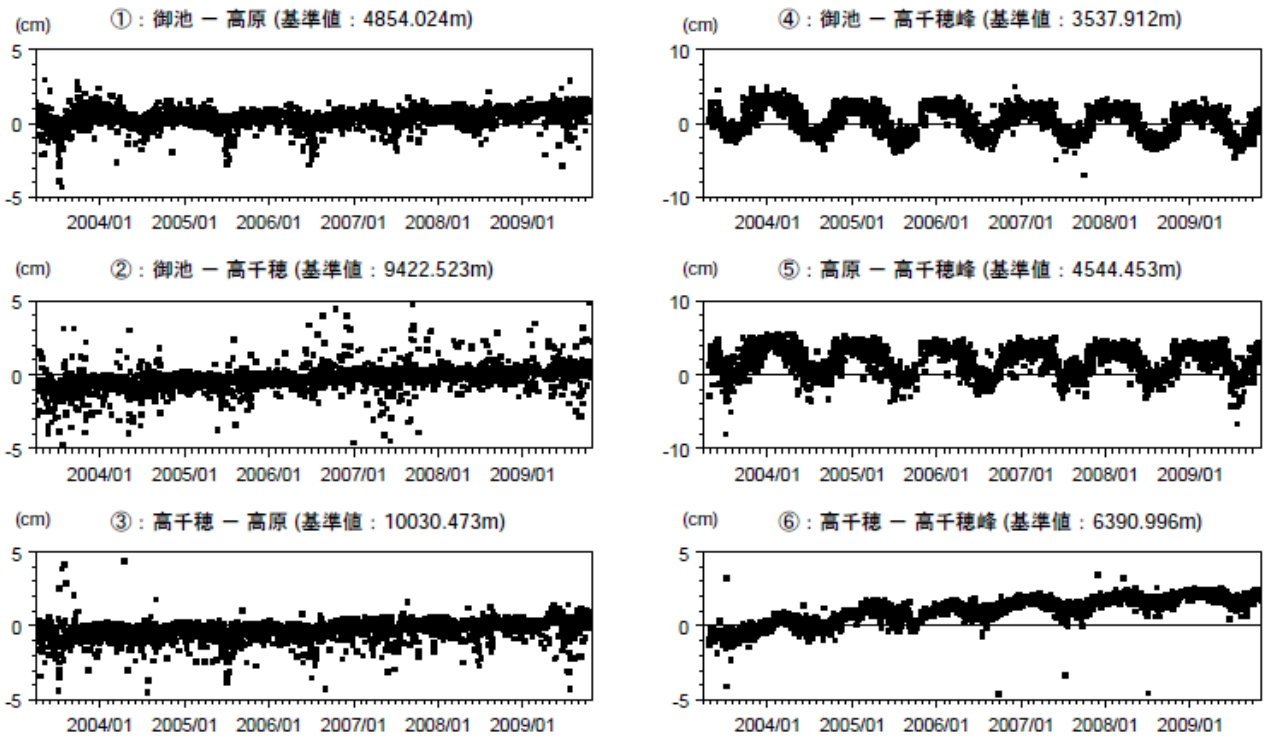 (cm) ①：御池 － 高原 (基準値：4854.024m)
5
0
-5
2004/01 2005/01 2006/01 2007/01 2008/01 2009/01
(cm) ②：御池 － 高千穂 (基準値：9422.523m)
5
0
-5
2004/01 2005/01 2006/01 2007/01 2008/01 2009/01
(cm) ③：高千穂 － 高原 (基準値：10030.473m)
5
0
-5
2004/01 2005/01 2006/01 2007/01 2008/01 2009/01
(cm) ④：御池 － 高千穂峰 (基準値：3537.912m)
10
0
-10
2004/01 2005/01 2006/01 2007/01 2008/01 2009/01
(cm) ⑤：高原 － 高千穂峰 (基準値：4544.453m)
10
0
-10
2004/01 2005/01 2006/01 2007/01 2008/01 2009/01
(cm) ⑥：高千穂 － 高千穂峰 (基準値：6390.996m)
5
0
-5
2004/01 2005/01 2006/01 2007/01 2008/01 2009/01